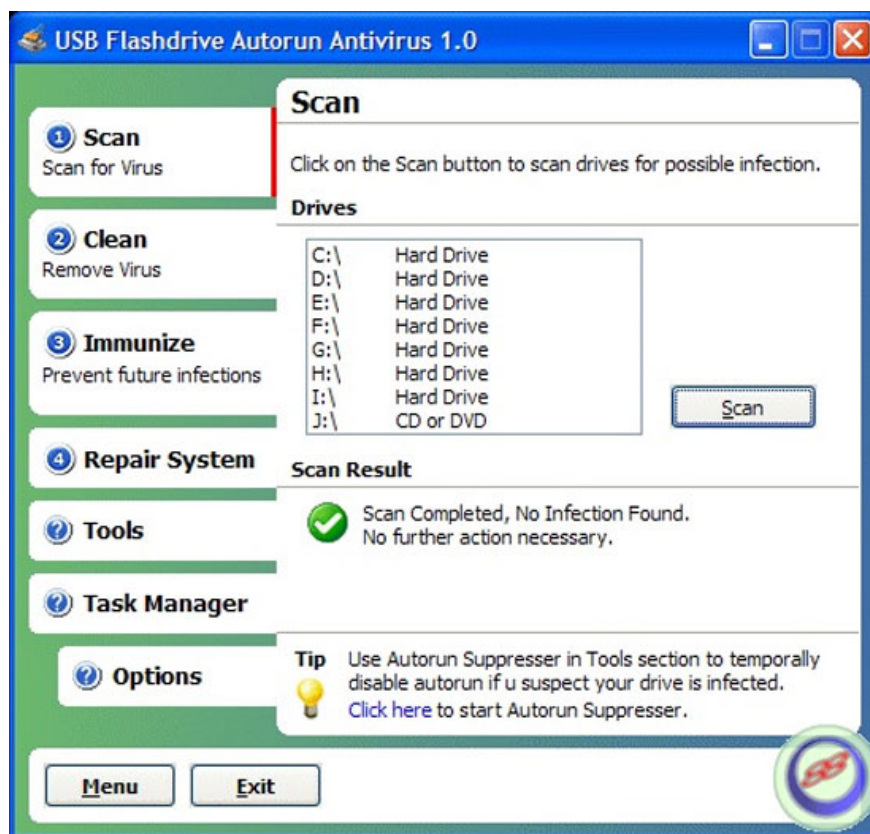 USB Flashdrive Autorun Antivirus 1.0
1 Scan
Scan for Virus
2 Clean
Remove Virus
3 Immunize
Prevent future infections
4 Repair System
? Tools
? Task Manager
? Options
Scan
Click on the Scan button to scan drives for possible infection.
Drives
C:\ Hard Drive
D:\ Hard Drive
E:\ Hard Drive
F:\ Hard Drive
G:\ Hard Drive
H:\ Hard Drive
I:\ Hard Drive
J:\ CD or DVD
Scan
Scan Result
Scan Completed, No Infection Found.
No further action necessary.
Tip Use Autorun Suppresser in Tools section to temporally
disable autorun if u suspect your drive is infected.
Click here to start Autorun Suppresser.
Menu Exit